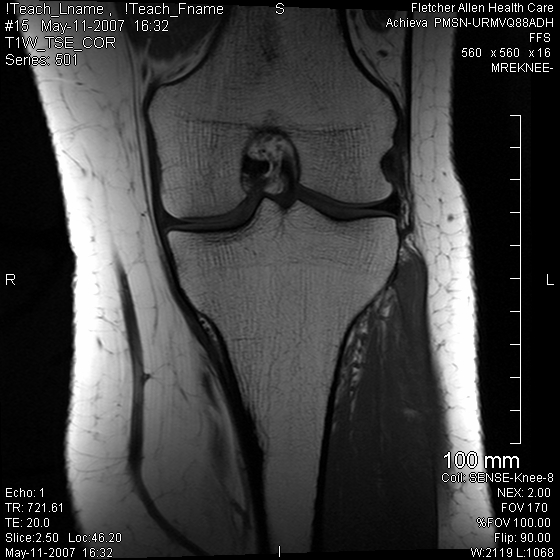 ITeach_Lname , ITeach_Fname
#15 May-11-2007 16:32
T1W_TSE_COR
Series: 501
S
Fletcher Allen Health Care
Achieva PMSN-URMVQ88ADH
FFS
560 x 560 x 16
MREKNEE-
R
L
100 mm
Echo: 1
TR: 721.61
TE: 20.0
Slice:2.50 Loc:46.20
May-11-2007 16:32
I
Coil: SENSE-Knee-8
NEX: 2.00
FOV 170
%FOV 100.00
Flip: 90.00
W:2119 L:1068